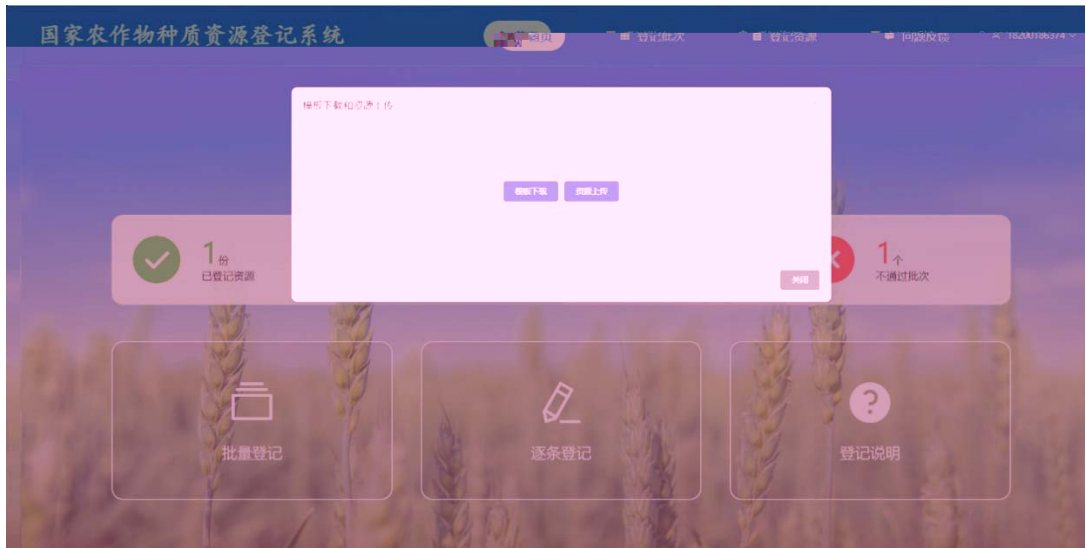 国家农作物种质资源登记系统
首页
登记批次
登记资源
问题反馈
18200186374
模板下载和资源上传
模板下载
资源上传
1份
已登记资源
1个
不通过批次
关闭
批量登记
逐条登记
登记说明